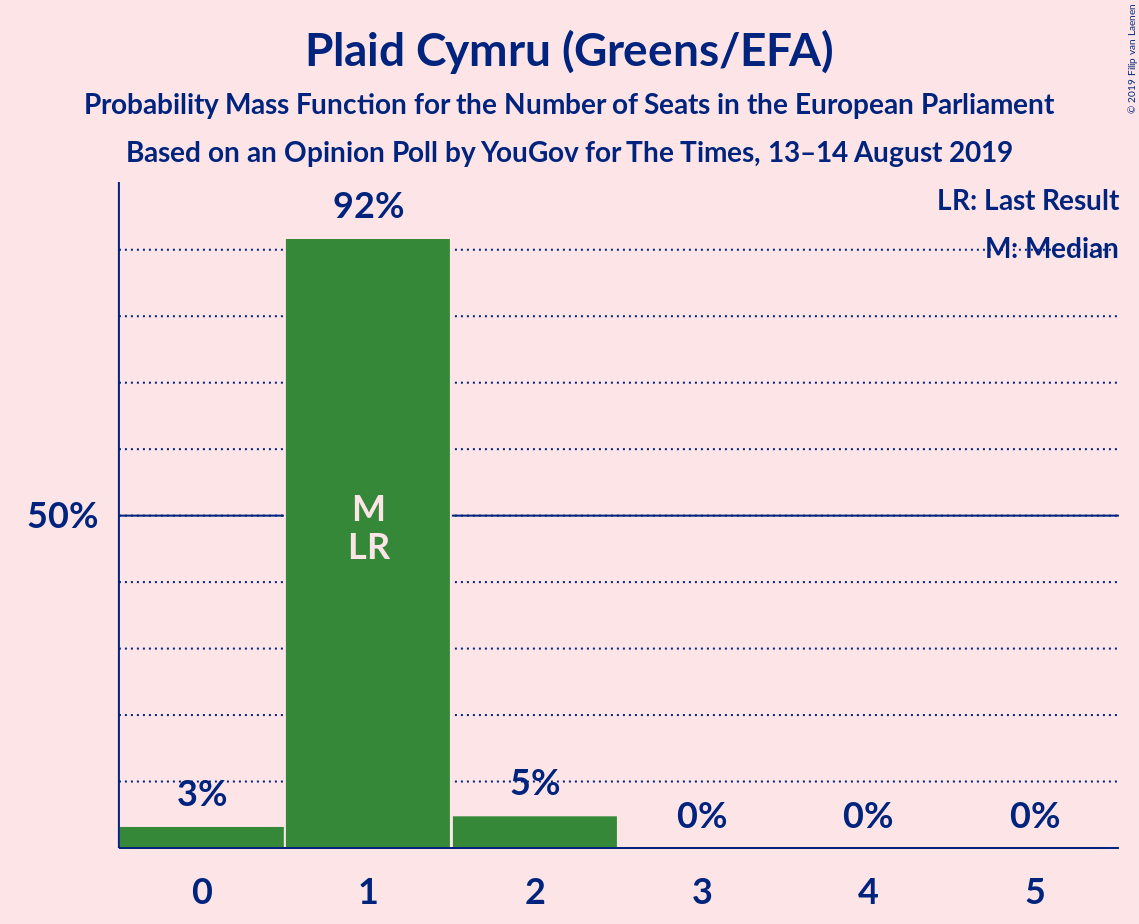 Plaid Cymru (Greens/EFA)
Probability Mass Function for the Number of Seats in the European Parliament
Based on an Opinion Poll by YouGov for The Times, 13–14 August 2019
© 2019 Filip van Laenen
LR: Last Result
M: Median
92%
50%
M
LR
3%
5%
0%
0%
0%
0
1
2
3
4
5